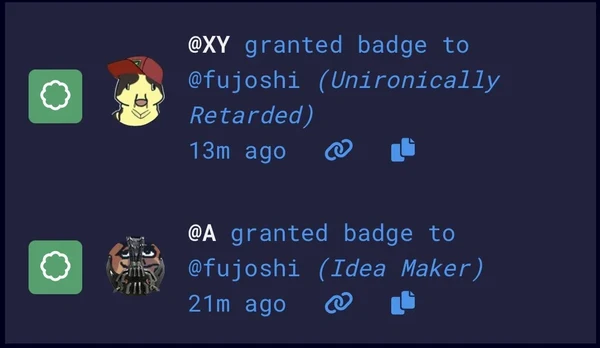 @XY granted badge to
@fujoshi (Unironically
Retarded)
13m ago
@A granted badge to
@fujoshi (Idea Maker)
21m ago